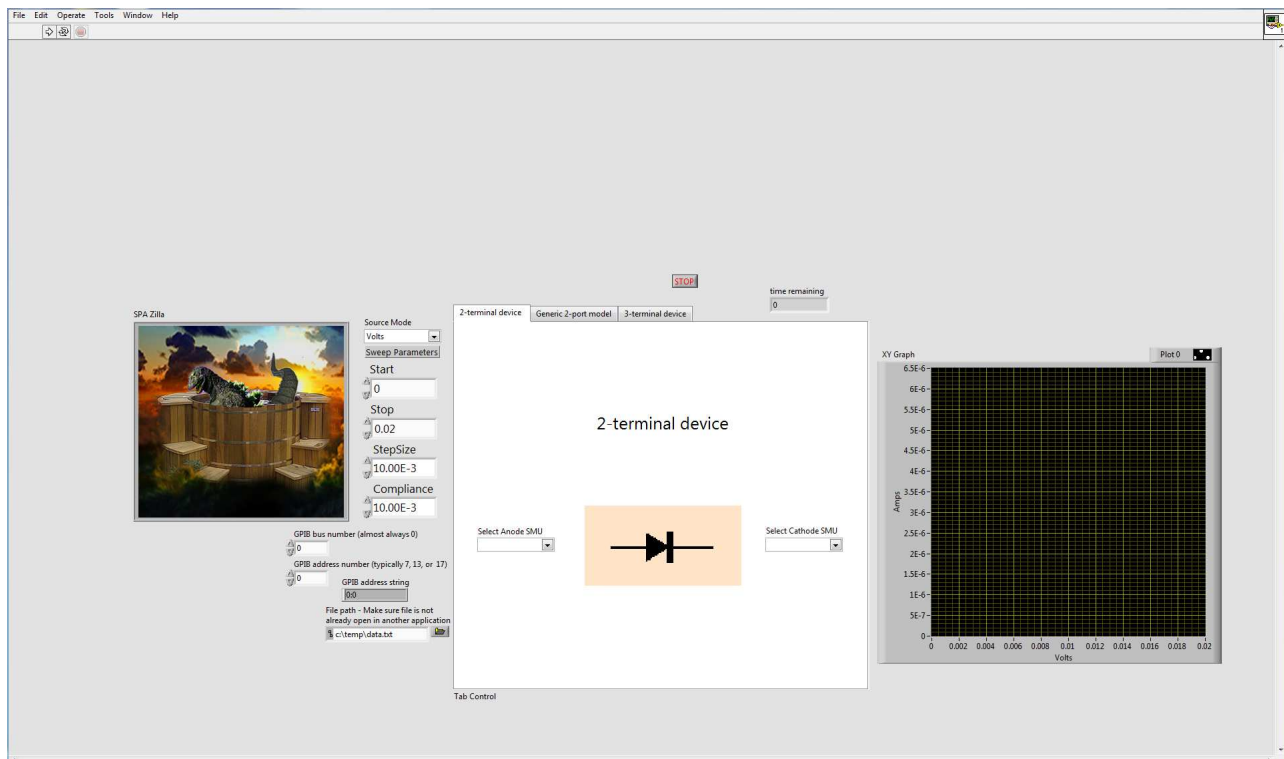 File Edit Operate Tools Window Help
STOP
time remaining
0
SPA Zilla
Source Mode
Volts
Sweep Parameters
Start
0
Stop
0.02
StepSize
10.00E-3
Compliance
10.00E-3
GPIB bus number (almost always 0)
0
GPIB address number (typically 7, 13, or 17)
0
GPIB address string
0:0
File path - Make sure file is not
already open in another application
c:\temp\data.txt
2-terminal device Generic 2-port model 3-terminal device
2-terminal device
Select Anode SMU
Select Cathode SMU
Tab Control
XY Graph
Plot 0
6.5E-6
6E-6
5.5E-6
5E-6
4.5E-6
4E-6
3.5E-6
3E-6
2.5E-6
2E-6
1.5E-6
1E-6
5E-7
0
Amps
0 0.002 0.004 0.006 0.008 0.01 0.012 0.014 0.016 0.018 0.02
Volts